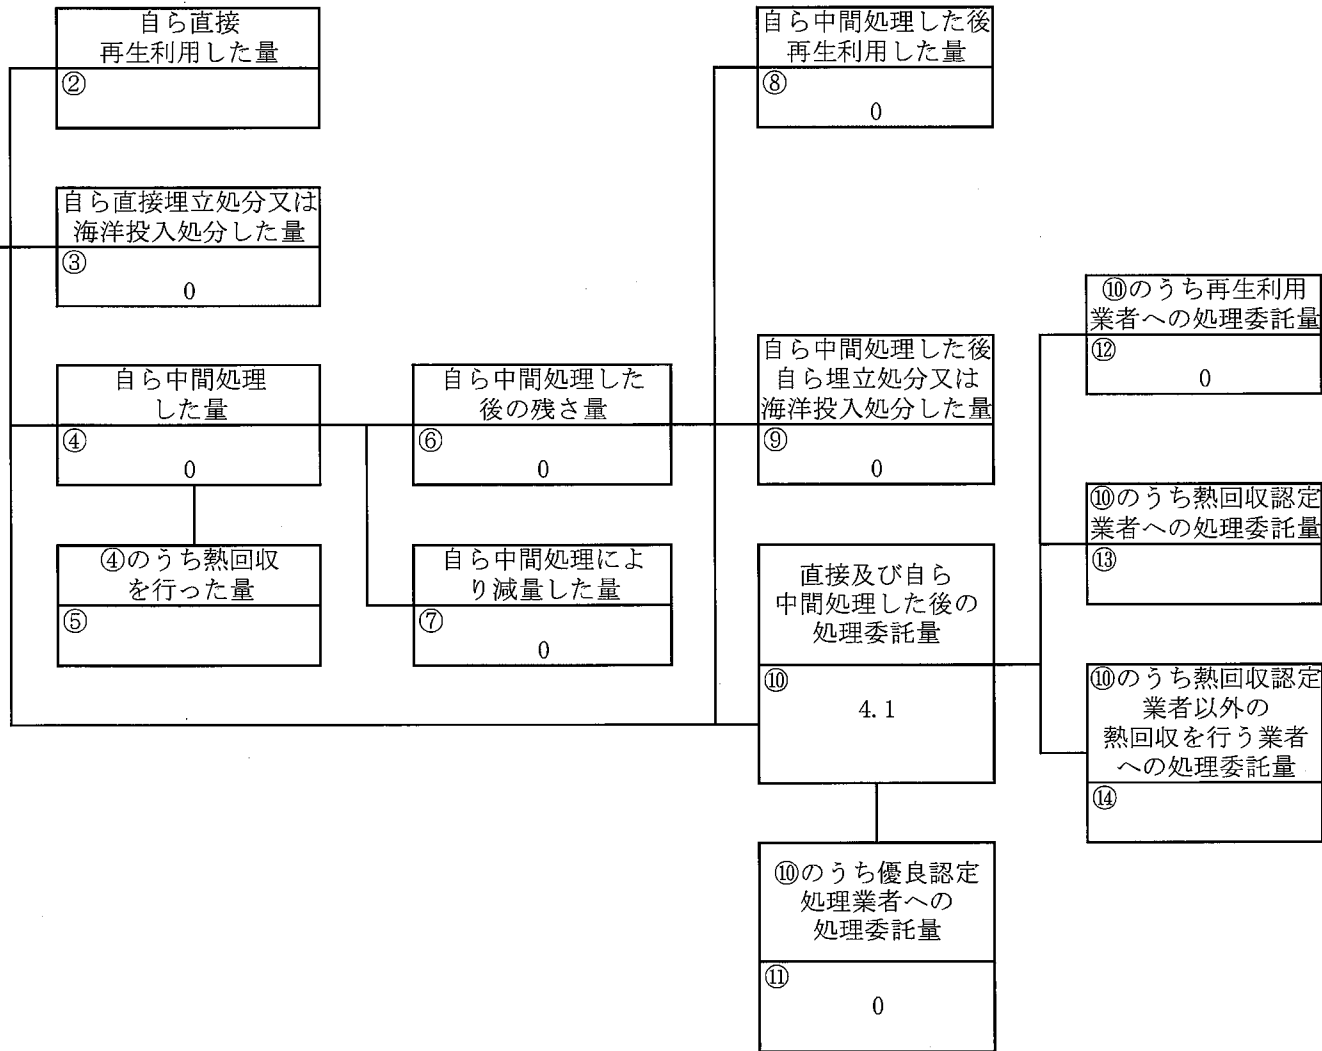 自ら直接
再生利用した量
②
自ら中間処理した後
再生利用した量
⑧
0
自ら直接埋立処分又は
海洋投入処分した量
③
0
⑩のうち再生利用
業者への処理委託量
⑫
0
自ら中間処理
した量
④
0
自ら中間処理した
後の残さ量
⑥
0
自ら中間処理した後
自ら埋立処分又は
海洋投入処分した量
⑨
0
⑩のうち熱回収認定
業者への処理委託量
⑬
④のうち熱回収
を行った量
⑤
自ら中間処理によ
り減量した量
⑦
0
直接及び自ら
中間処理した後の
処理委託量
⑩
4.1
⑩のうち熱回収認定
業者以外の
熱回収を行う業者
への処理委託量
⑭
⑩のうち優良認定
処理業者への
処理委託量
⑪
0